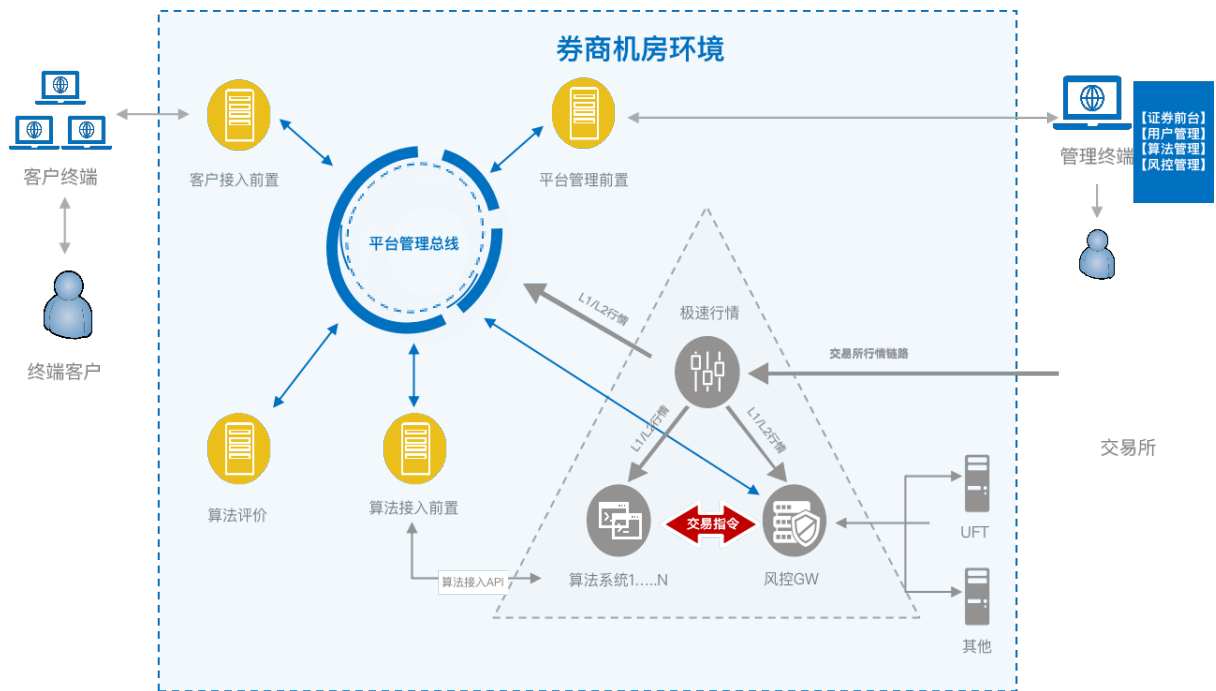 券商机房环境
客户终端
终端客户
客户接入前置
平台管理前置
管理终端
【证券前台】
【用户管理】
【算法管理】
【风控管理】
平台管理总线
L1/L2行情
极速行情
交易所行情链路
L1/L2行情
L1/L2行情
交易所
算法评价
算法接入前置
算法接入API
算法系统1.....N
交易指令
风控GW
UFT
其他